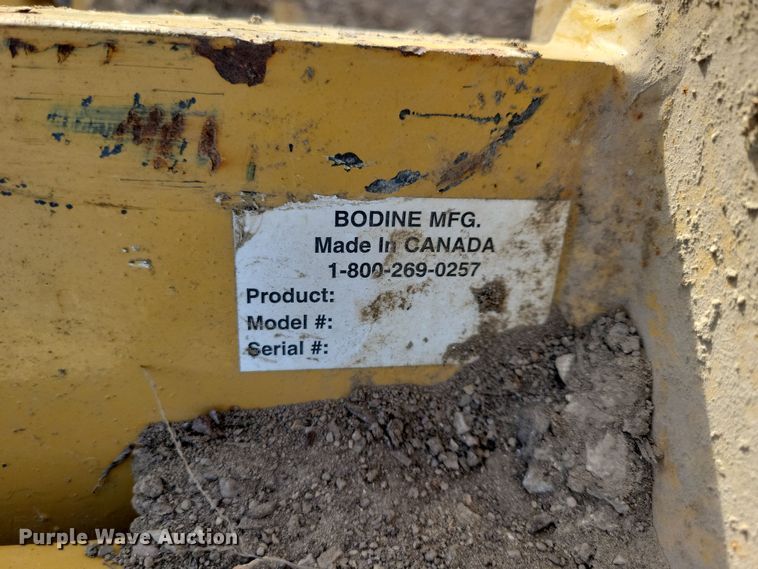 BODINE MFG.
Made In CANADA
1-800-269-0257
Product:
Model #:
Serial #:
Purple Wave Auction